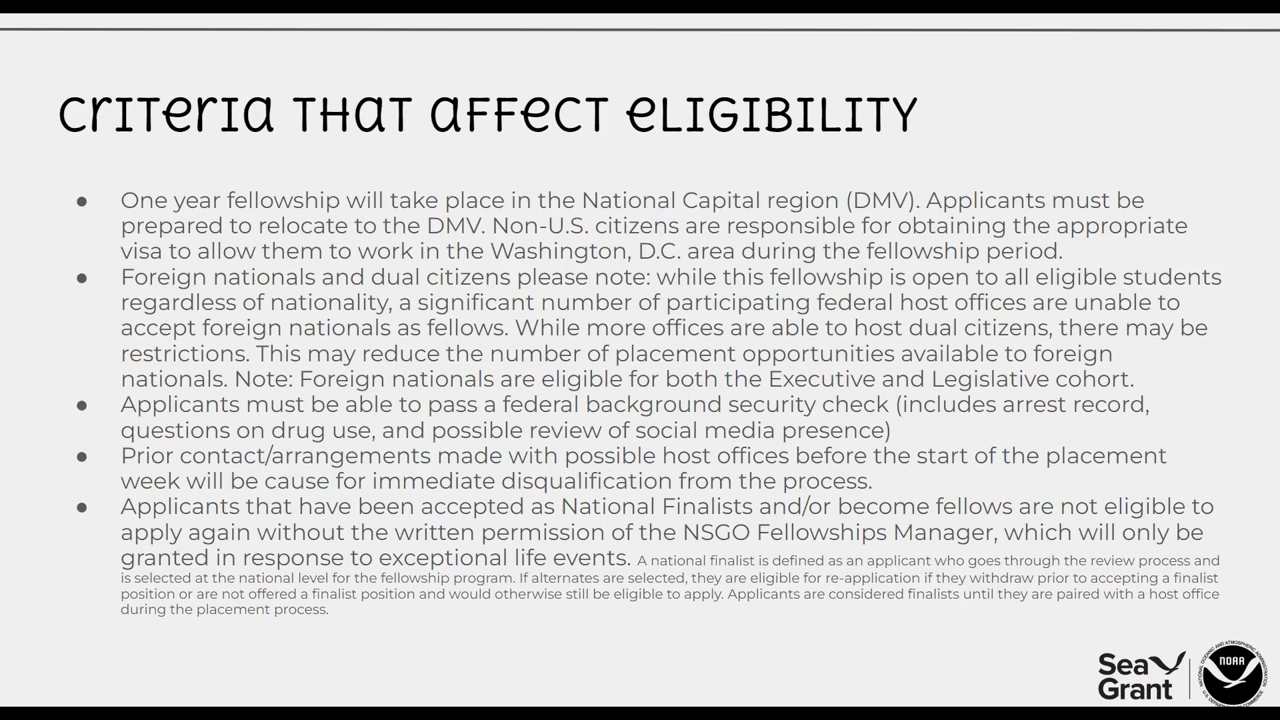 criteria that affect eligibility
● One year fellowship will take place in the National Capital region (DMV). Applicants must be
prepared to relocate to the DMV. Non-U.S. citizens are responsible for obtaining the appropriate
visa to allow them to work in the Washington, D.C. area during the fellowship period.
● Foreign nationals and dual citizens please note: while this fellowship is open to all eligible students
regardless of nationality, a significant number of participating federal host offices are unable to
accept foreign nationals as fellows. While more offices are able to host dual citizens, there may be
restrictions. This may reduce the number of placement opportunities available to foreign
nationals. Note: Foreign nationals are eligible for both the Executive and Legislative cohort.
● Applicants must be able to pass a federal background security check (includes arrest record,
questions on drug use, and possible review of social media presence)
● Prior contact/arrangements made with possible host offices before the start of the placement
week will be cause for immediate disqualification from the process.
● Applicants that have been accepted as National Finalists and/or become fellows are not eligible to
apply again without the written permission of the NSGO Fellowships Manager, which will only be
granted in response to exceptional life events. A national finalist is defined as an applicant who goes through the review process and
is selected at the national level for the fellowship program. If alternates are selected, they are eligible for re-application if they withdraw prior to accepting a finalist
position or are not offered a finalist position and would otherwise still be eligible to apply. Applicants are considered finalists until they are paired with a host office
during the placement process.
Sea
Grant
NOAA
NATIONAL OCEANIC AND ATMOSPHERIC ADMINISTRATION
U.S. DEPARTMENT OF COMMERCE